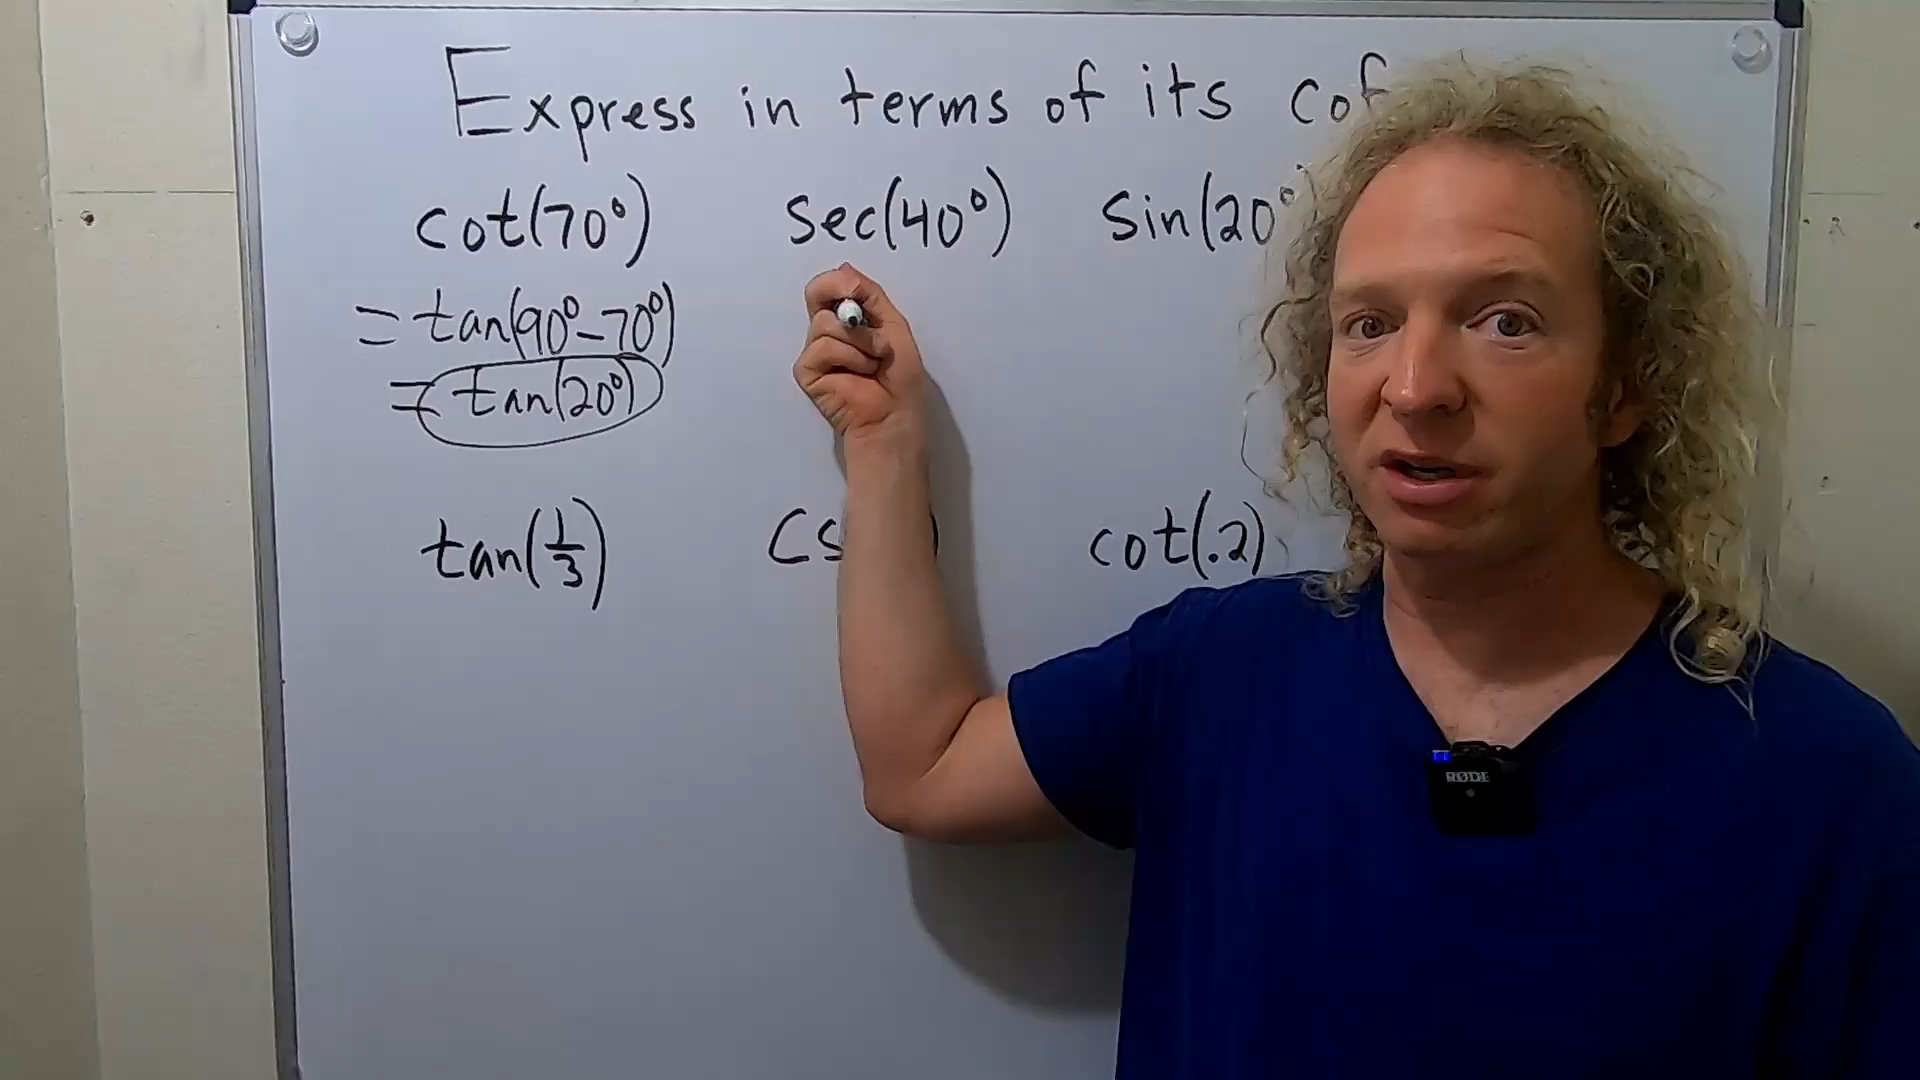 Express in terms of its cof
cot(70°) sec(40°) sin(20°
= tan(90°-70°)
= tan(20°)
tan(1/3) cs ) cot(.2)
RØDE